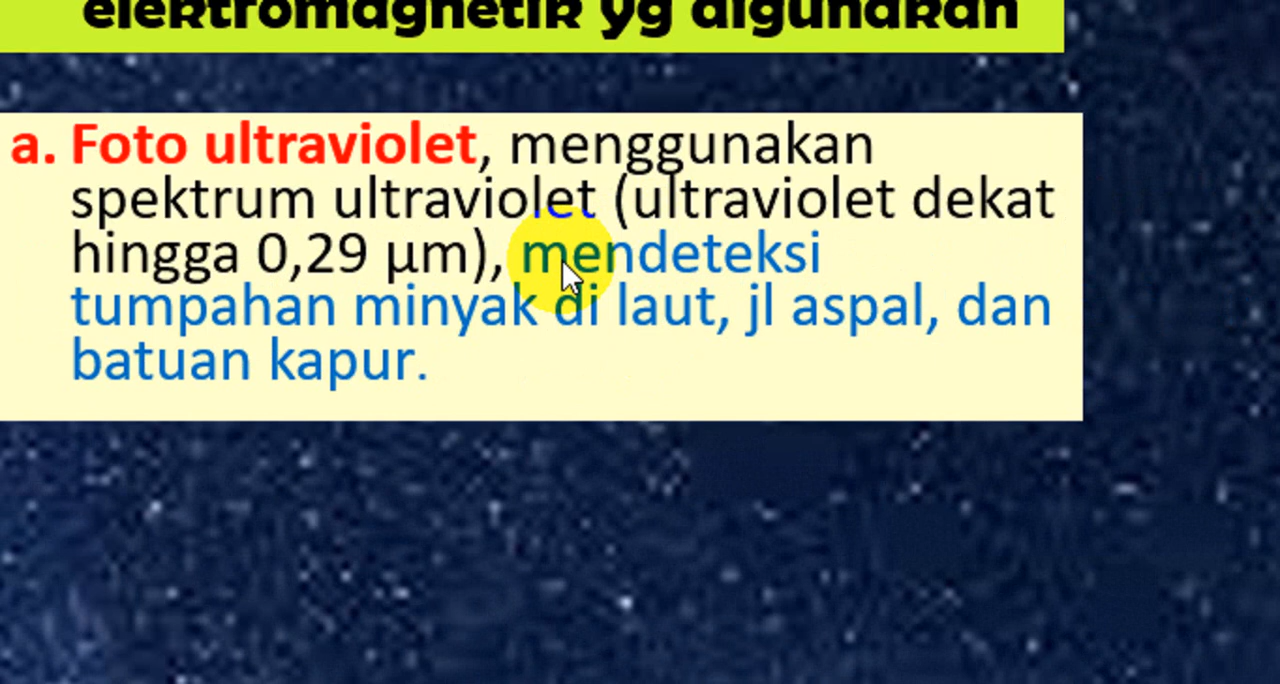 elektromagnetik yg digunakan
a. Foto ultraviolet, menggunakan
spektrum ultraviolet (ultraviolet dekat
hingga 0,29 µm), mendeteksi
tumpahan minyak di laut, jl aspal, dan
batuan kapur.